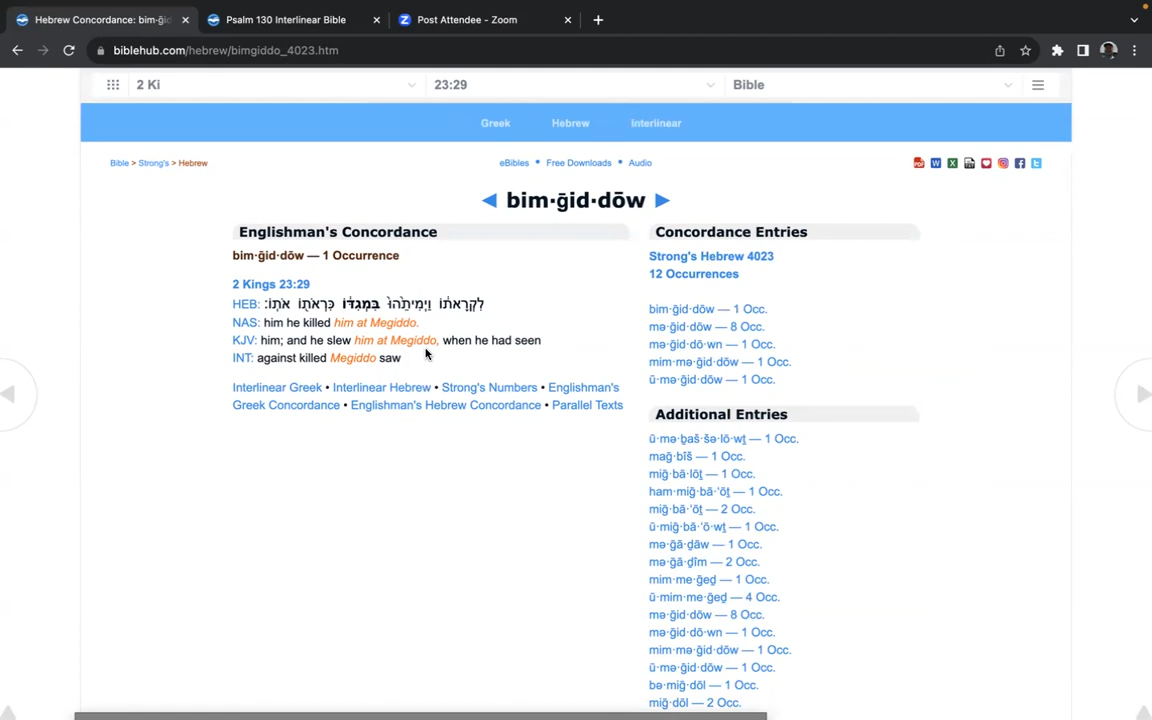 Hebrew Concordance: bim·ḡid
Psalm 130 Interlinear Bible
Post Attendee - Zoom
biblehub.com/hebrew/bimgiddo_4023.htm
2 Ki
23:29
Bible
Greek
Hebrew
Interlinear
Bible > Strong's > Hebrew
eBibles • Free Downloads • Audio
◄ bim·ḡid·dōw ►
Englishman's Concordance
bim·ḡid·dōw — 1 Occurrence
2 Kings 23:29
HEB: לִקְרָאת֔וֹ וַיְמִיתֵ֙הוּ֙ בִּמְגִדּ֔וֹ כִּרְאֹת֖וֹ אֹתֽוֹ׃
NAS: him he killed him at Megiddo.
KJV: him; and he slew him at Megiddo, when he had seen
INT: against killed Megiddo saw
Interlinear Greek • Interlinear Hebrew • Strong's Numbers • Englishman's
Greek Concordance • Englishman's Hebrew Concordance • Parallel Texts
Concordance Entries
Strong's Hebrew 4023
12 Occurrences
bim·ḡid·dōw — 1 Occ.
mə·ḡid·dōw — 8 Occ.
mə·ḡid·dō·wn — 1 Occ.
mim·mə·ḡid·dōw — 1 Occ.
ū·mə·ḡid·dōw — 1 Occ.
Additional Entries
ū·mə·ḇaš·šə·lō·wṯ — 1 Occ.
maḡ·bîš — 1 Occ.
miḡ·bā·lōṯ — 1 Occ.
ham·miḡ·bā·‘ōṯ — 1 Occ.
miḡ·bā·‘ōṯ — 2 Occ.
ū·miḡ·bā·‘ō·wṯ — 1 Occ.
mə·ḡā·ḏāw — 1 Occ.
mə·ḡā·ḏîm — 2 Occ.
mim·me·ḡeḏ — 1 Occ.
ū·mim·me·ḡeḏ — 4 Occ.
mə·ḡid·dōw — 8 Occ.
mə·ḡid·dō·wn — 1 Occ.
mim·mə·ḡid·dōw — 1 Occ.
ū·mə·ḡid·dōw — 1 Occ.
bə·miḡ·dōl — 1 Occ.
miḡ·dōl — 2 Occ.